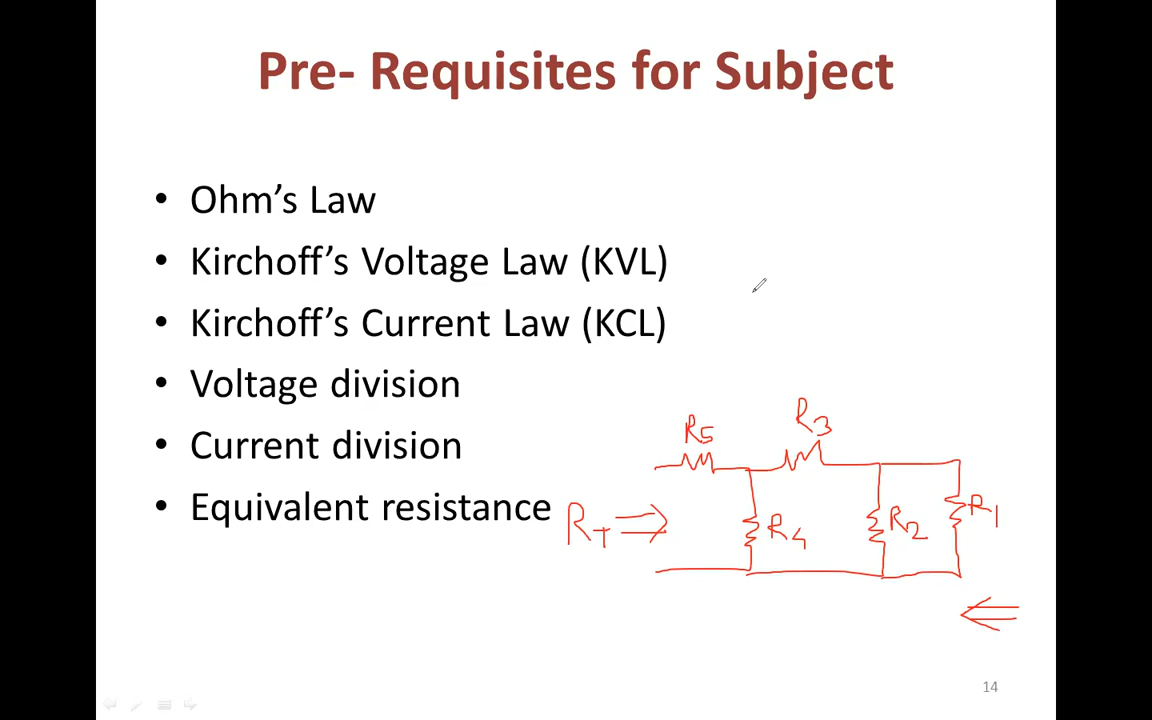 Pre- Requisites for Subject
• Ohm’s Law
• Kirchoff’s Voltage Law (KVL)
• Kirchoff’s Current Law (KCL)
• Voltage division
• Current division
• Equivalent resistance
R5
R3
RT
R4
R2
R1
14